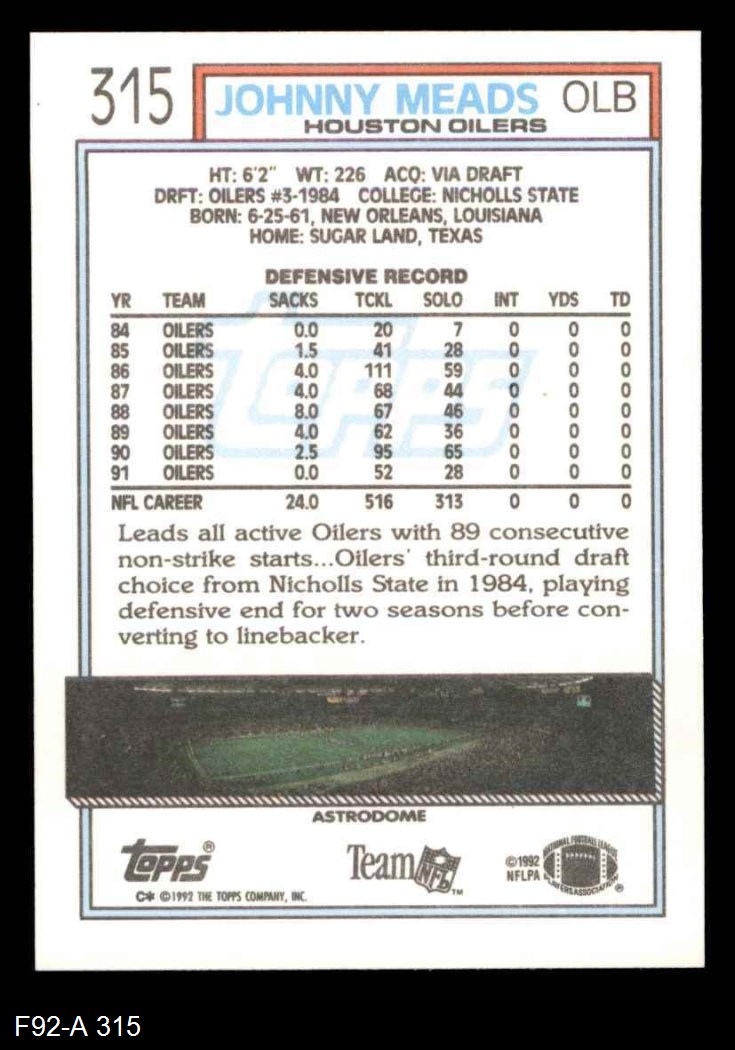 315 JOHNNY MEADS OLB
HOUSTON OILERS
HT: 6'2" WT: 226 ACQ: VIA DRAFT
DRFT: OILERS #3-1984 COLLEGE: NICHOLLS STATE
BORN: 6-25-61, NEW ORLEANS, LOUISIANA
HOME: SUGAR LAND, TEXAS
DEFENSIVE RECORD
YR TEAM SACKS TCKL SOLO INT YDS TD
84 OILERS 0.0 20 7 0 0 0
85 OILERS 1.5 41 28 0 0 0
86 OILERS 4.0 111 59 0 0 0
87 OILERS 4.0 68 44 0 0 0
88 OILERS 8.0 67 46 0 0 0
89 OILERS 4.0 62 36 0 0 0
90 OILERS 2.5 95 65 0 0 0
91 OILERS 0.0 52 28 0 0 0
NFL CAREER 24.0 516 313 0 0 0
Topps
Leads all active Oilers with 89 consecutive
non-strike starts...Oilers' third-round draft
choice from Nicholls State in 1984, playing
defensive end for two seasons before con-
verting to linebacker.
ASTRODOME
Topps®
C* ©1992 THE TOPPS COMPANY, INC.
Team NFL™
©1992
NFLPA
NATIONAL FOOTBALL LEAGUE
PLAYERS ASSOCIATION ®
F92-A 315